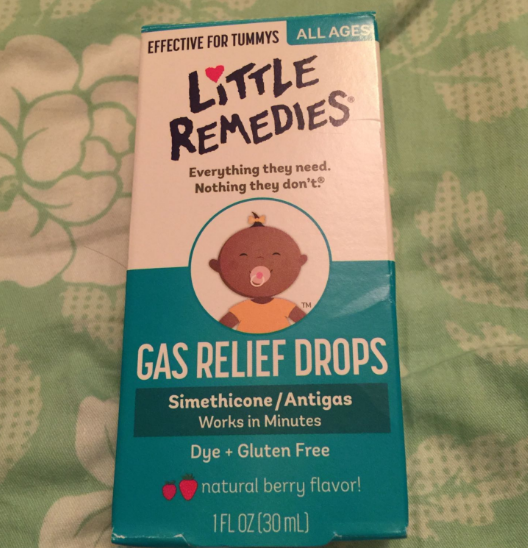 EFFECTIVE FOR TUMMYS
ALL AGES
LiTTLE
REMEDIES®
Everything they need.
Nothing they don't.®
TM
GAS RELIEF DROPS
Simethicone/Antigas
Works in Minutes
Dye + Gluten Free
natural berry flavor!
1 FL OZ (30 mL)